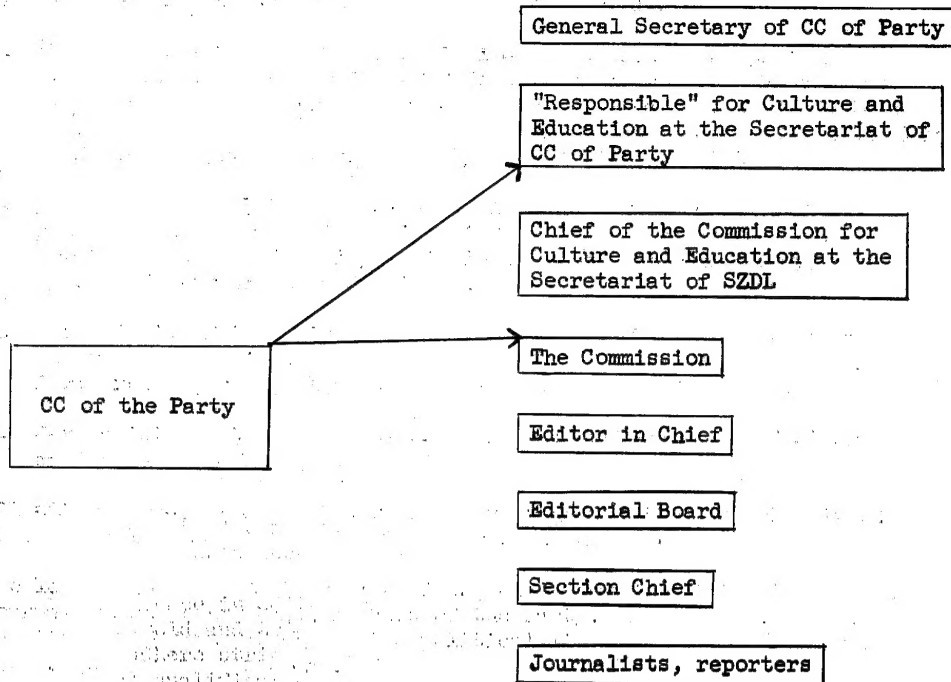 General Secretary of CC of Party
"Responsible" for Culture and
Education at the Secretariat of
CC of Party
Chief of the Commission for
Culture and Education at the
Secretariat of SZDL
CC of the Party
The Commission
Editor in Chief
Editorial Board
Section Chief
Journalists, reporters